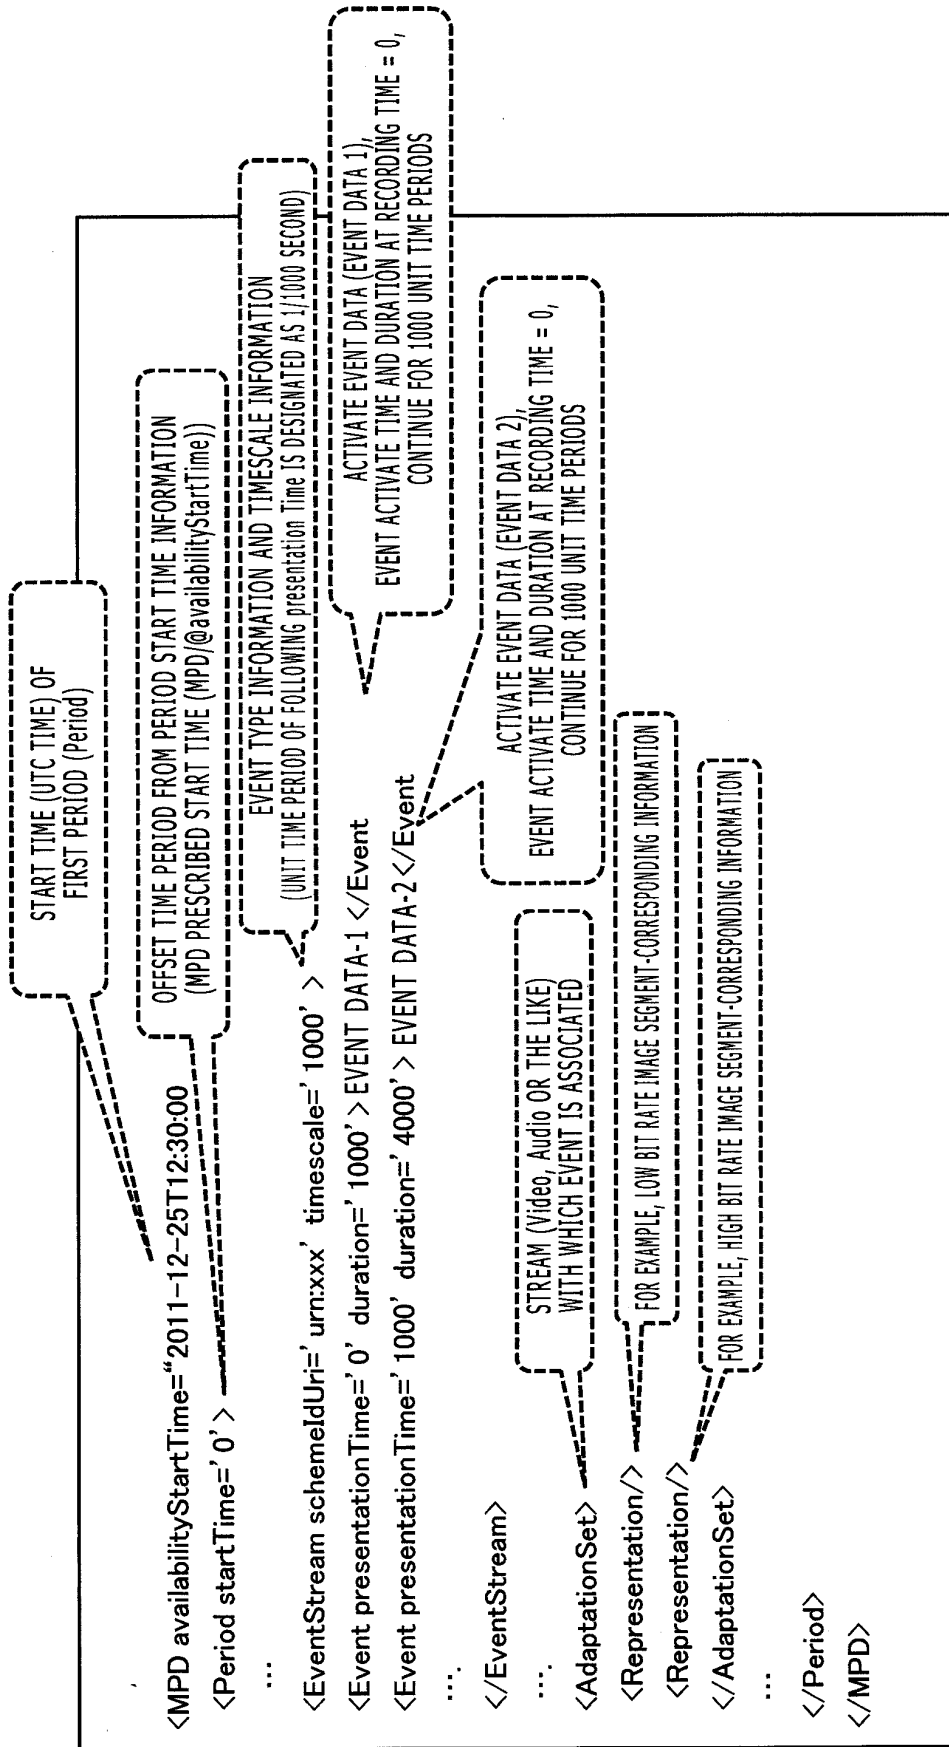 START TIME (UTC TIME) OF
FIRST PERIOD (Period)
<MPD availabilityStartTime=“2011-12-25T12:30:00
OFFSET TIME PERIOD FROM PERIOD START TIME INFORMATION
(MPD PRESCRIBED START TIME (MPD/@availabilityStartTime))
<Period startTime=’0’>
...
EVENT TYPE INFORMATION AND TIMESCALE INFORMATION
(UNIT TIME PERIOD OF FOLLOWING presentation Time IS DESIGNATED AS 1/1000 SECOND)
<EventStream schemeIdUri=’urn:xxx’ timescale=’1000’ >
ACTIVATE EVENT DATA (EVENT DATA 1),
EVENT ACTIVATE TIME AND DURATION AT RECORDING TIME = 0,
CONTINUE FOR 1000 UNIT TIME PERIODS
<Event presentationTime=’0’ duration=’1000’>EVENT DATA-1</Event
<Event presentationTime=’1000’ duration=’4000’>EVENT DATA-2</Event
ACTIVATE EVENT DATA (EVENT DATA 2),
EVENT ACTIVATE TIME AND DURATION AT RECORDING TIME = 0,
CONTINUE FOR 1000 UNIT TIME PERIODS
....
</EventStream>
....
STREAM (Video, Audio OR THE LIKE)
WITH WHICH EVENT IS ASSOCIATED
<AdaptationSet>
FOR EXAMPLE, LOW BIT RATE IMAGE SEGMENT-CORRESPONDING INFORMATION
<Representation/>
<Representation/>
FOR EXAMPLE, HIGH BIT RATE IMAGE SEGMENT-CORRESPONDING INFORMATION
</AdaptationSet>
...
</Period>
</MPD>